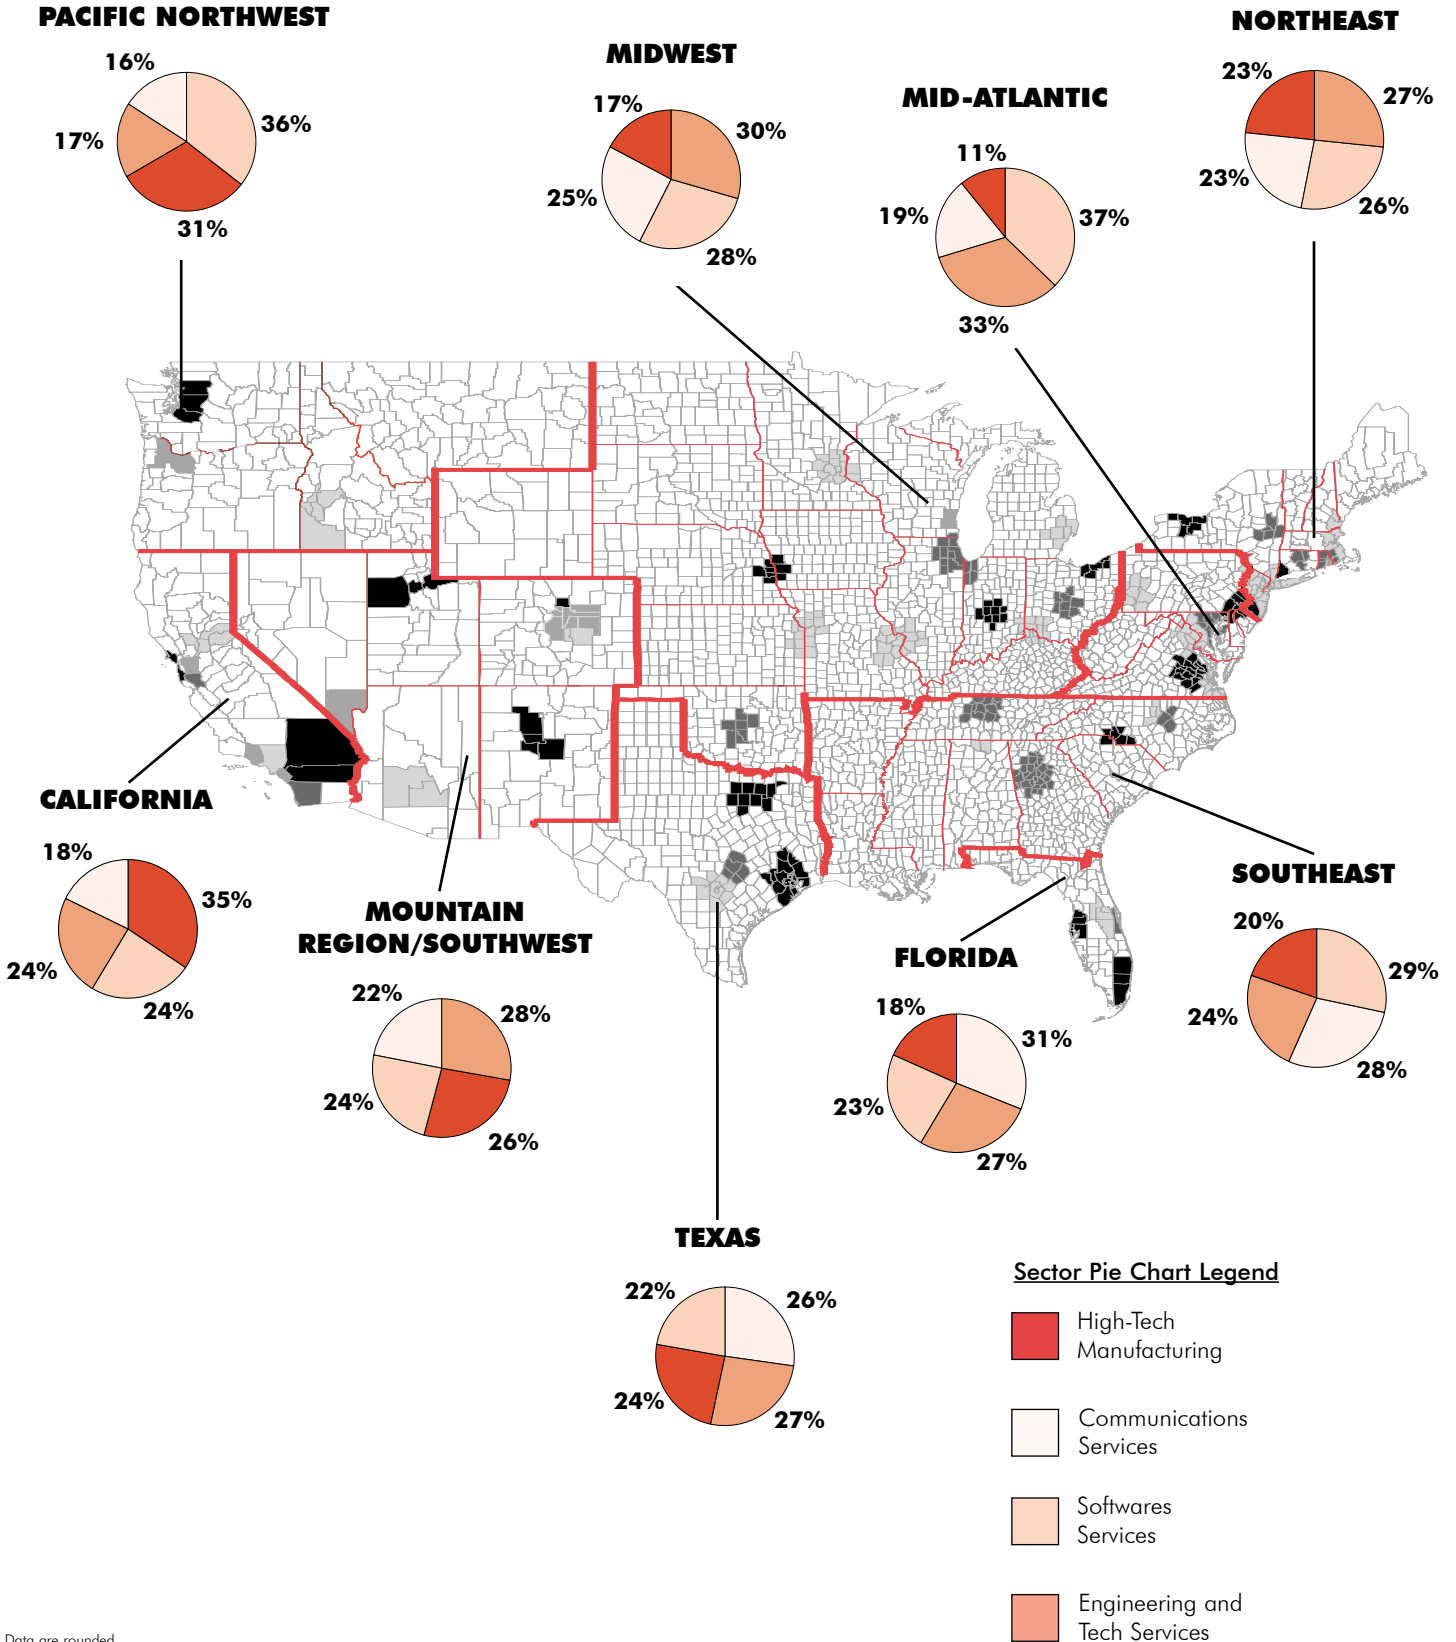 PACIFIC NORTHWEST
16%
36%
17%
31%
MIDWEST
17%
30%
25%
28%
MID-ATLANTIC
11%
19%
37%
33%
NORTHEAST
23%
27%
23%
26%
CALIFORNIA
18%
35%
24%
24%
MOUNTAIN
REGION/SOUTHWEST
22%
28%
24%
26%
FLORIDA
18%
31%
23%
27%
SOUTHEAST
20%
29%
24%
28%
TEXAS
22%
26%
24%
27%
Sector Pie Chart Legend
High-Tech
Manufacturing
Communications
Services
Softwares
Services
Engineering and
Tech Services
Data are rounded